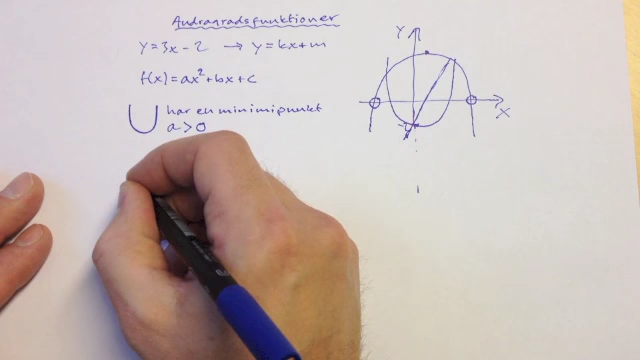 Andragradsfunktioner
y=3x-2 → y=kx+m
f(x)=ax²+bx+c
har en minimipunkt
a>0
Y
X